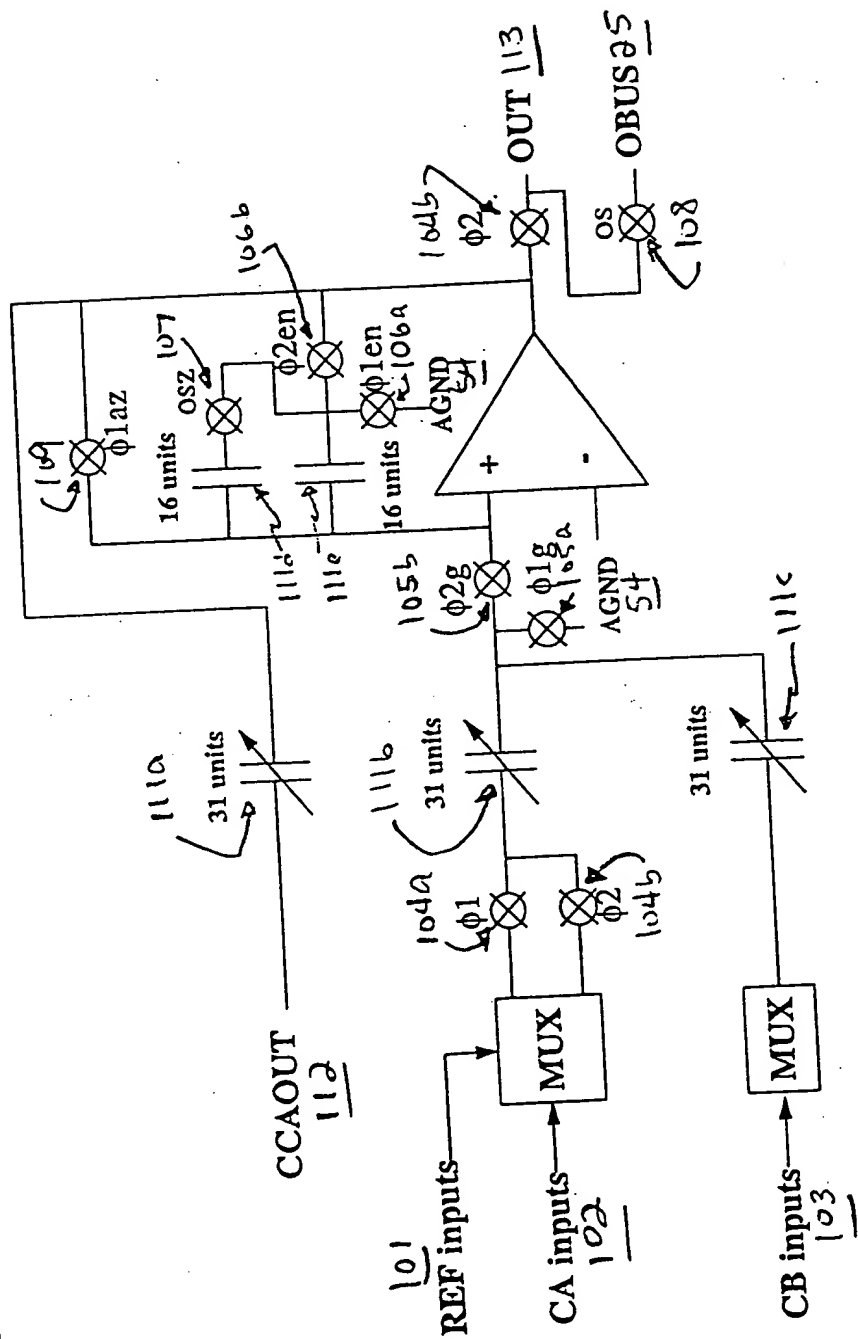 109
ϕ1az
107
OSZ
16 units
111d
106b
ϕ2en
111e
16 units
ϕ1en
106a
AGND
54
104b
ϕ2
OUT 113
OS
OBUS 25
108
+
-
105b
ϕ2g
ϕ1g
105a
AGND
54
111a
31 units
CCAOUT
112
111b
31 units
104a
ϕ1
ϕ2
104b
101
REF inputs
MUX
CA inputs
102
111c
31 units
MUX
CB inputs
103